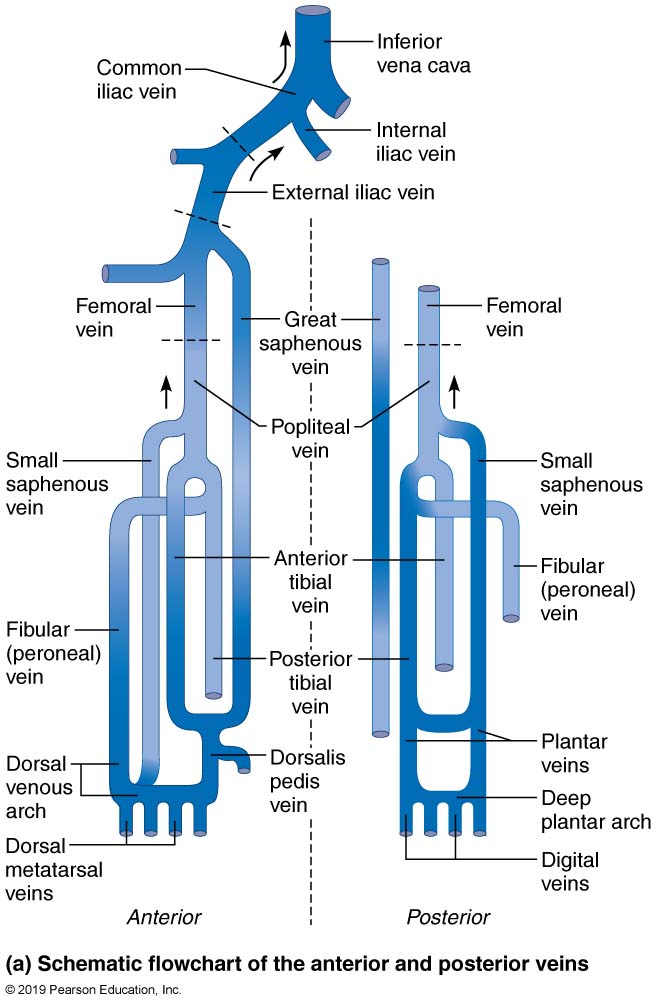 Inferior
vena cava
Common
iliac vein
Internal
iliac vein
External iliac vein
Femoral
vein
Great
saphenous
vein
Femoral
vein
Popliteal
vein
Small
saphenous
vein
Small
saphenous
vein
Anterior
tibial
vein
Fibular
(peroneal)
vein
Fibular
(peroneal)
vein
Posterior
tibial
vein
Plantar
veins
Dorsal
venous
arch
Dorsalis
pedis
vein
Deep
plantar arch
Dorsal
metatarsal
veins
Digital
veins
Anterior
Posterior
(a) Schematic flowchart of the anterior and posterior veins
© 2019 Pearson Education, Inc.